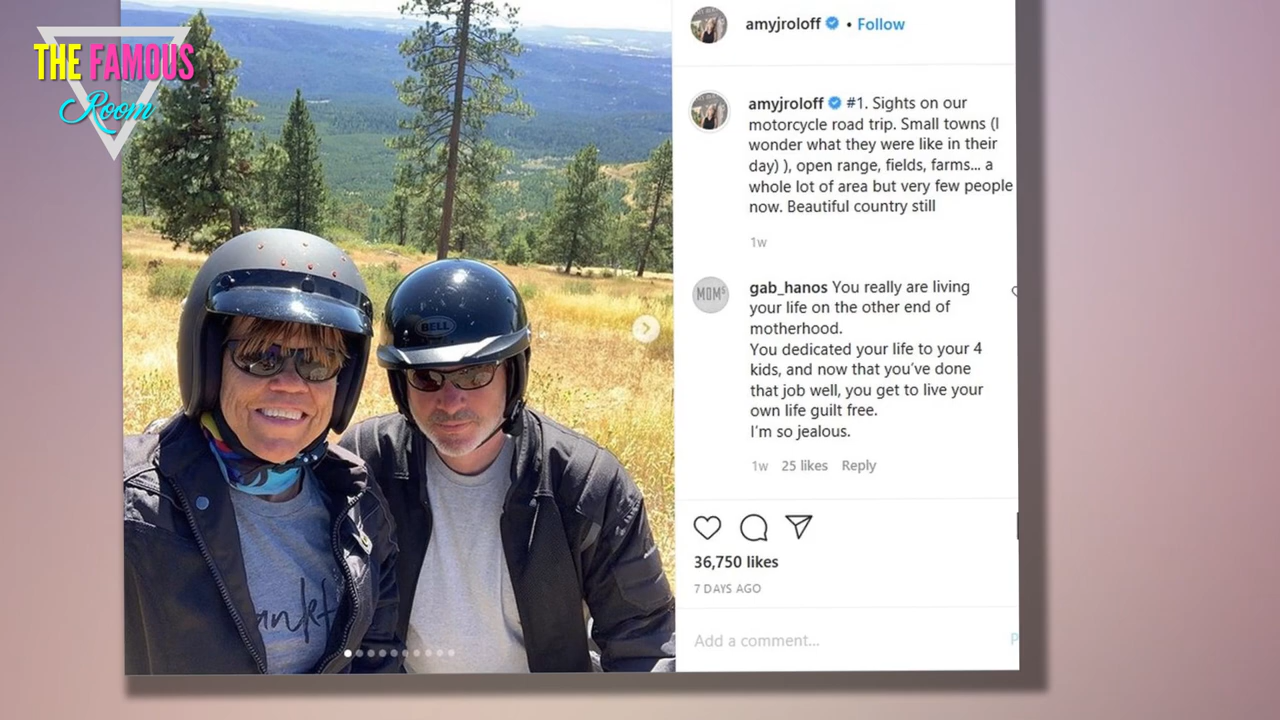 THE FAMOUS
Room
BELL
amyjroloff • Follow
amyjroloff #1. Sights on our
motorcycle road trip. Small towns (I
wonder what they were like in their
day) ), open range, fields, farms... a
whole lot of area but very few people
now. Beautiful country still
1w
MOMS
gab_hanos You really are living
your life on the other end of
motherhood.
You dedicated your life to your 4
kids, and now that you've done
that job well, you get to live your
own life guilt free.
I'm so jealous.
1w 25 likes Reply
36,750 likes
7 DAYS AGO
Add a comment...
P